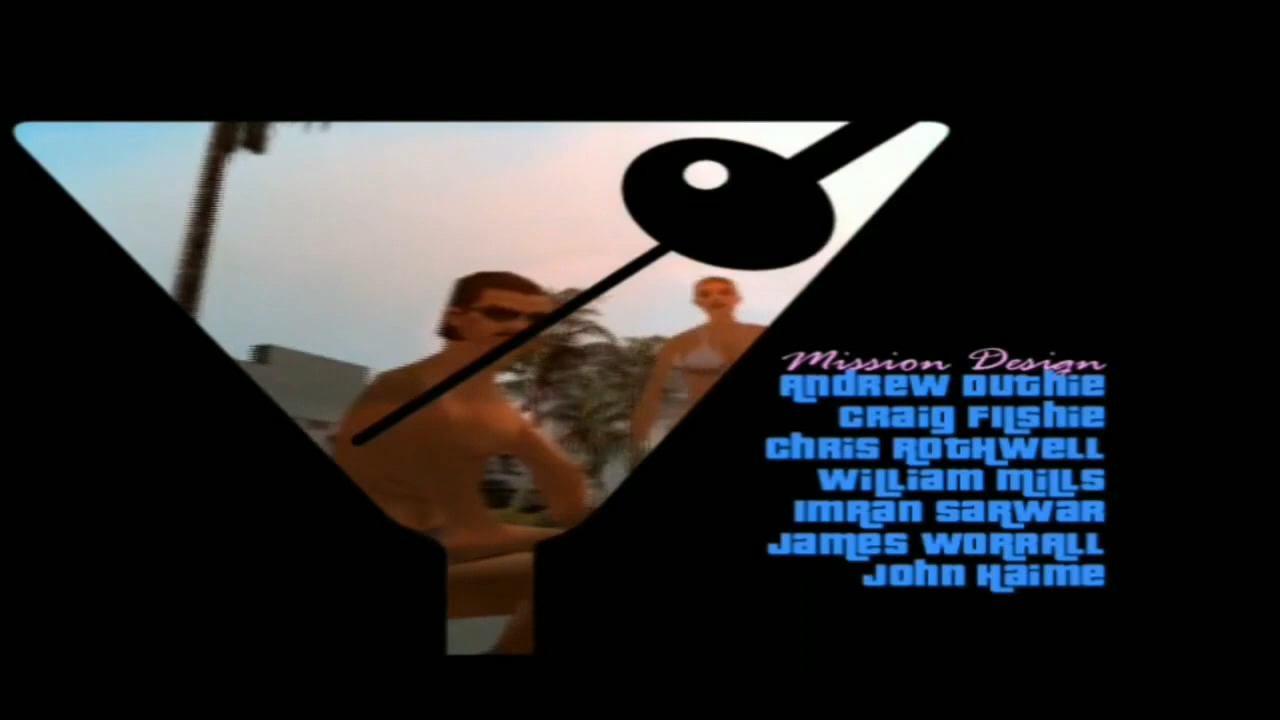 Mission Design
Andrew Duthie
Craig Filshie
Chris Rothwell
William Mills
Imran Sarwar
James Worrall
John Haime